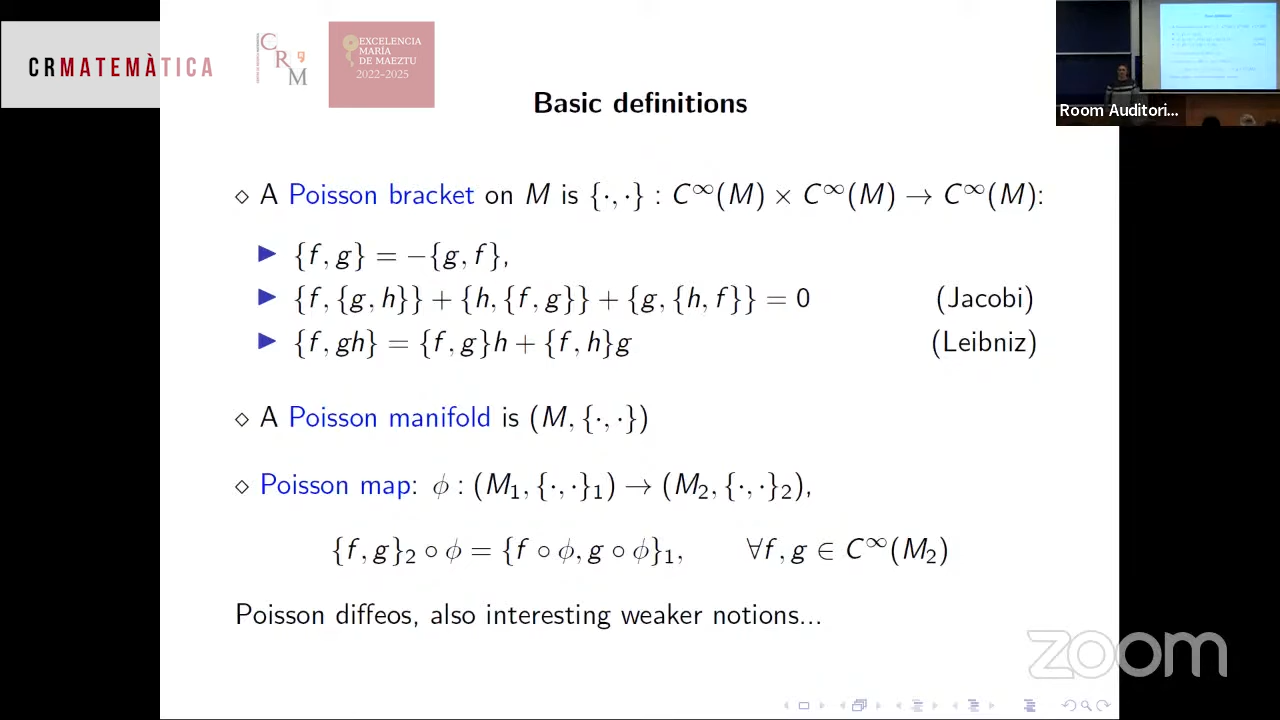 CRMATEMÀTICA
CRM
EXCELENCIA
MARÍA
DE MAEZTU
2022-2025
Room Auditori...
Basic definitions
⋄ A Poisson bracket on M is {·, ·} : C∞(M) × C∞(M) → C∞(M):
▶ {f, g} = −{g, f},
▶ {f, {g, h}} + {h, {f, g}} + {g, {h, f}} = 0 (Jacobi)
▶ {f, gh} = {f, g}h + {f, h}g (Leibniz)
⋄ A Poisson manifold is (M, {·, ·})
⋄ Poisson map: ϕ : (M₁, {·, ·}₁) → (M₂, {·, ·}₂),
{f, g}₂ ∘ ϕ = {f ∘ ϕ, g ∘ ϕ}₁, ∀f, g ∈ C∞(M₂)
Poisson diffeos, also interesting weaker notions...
zoom